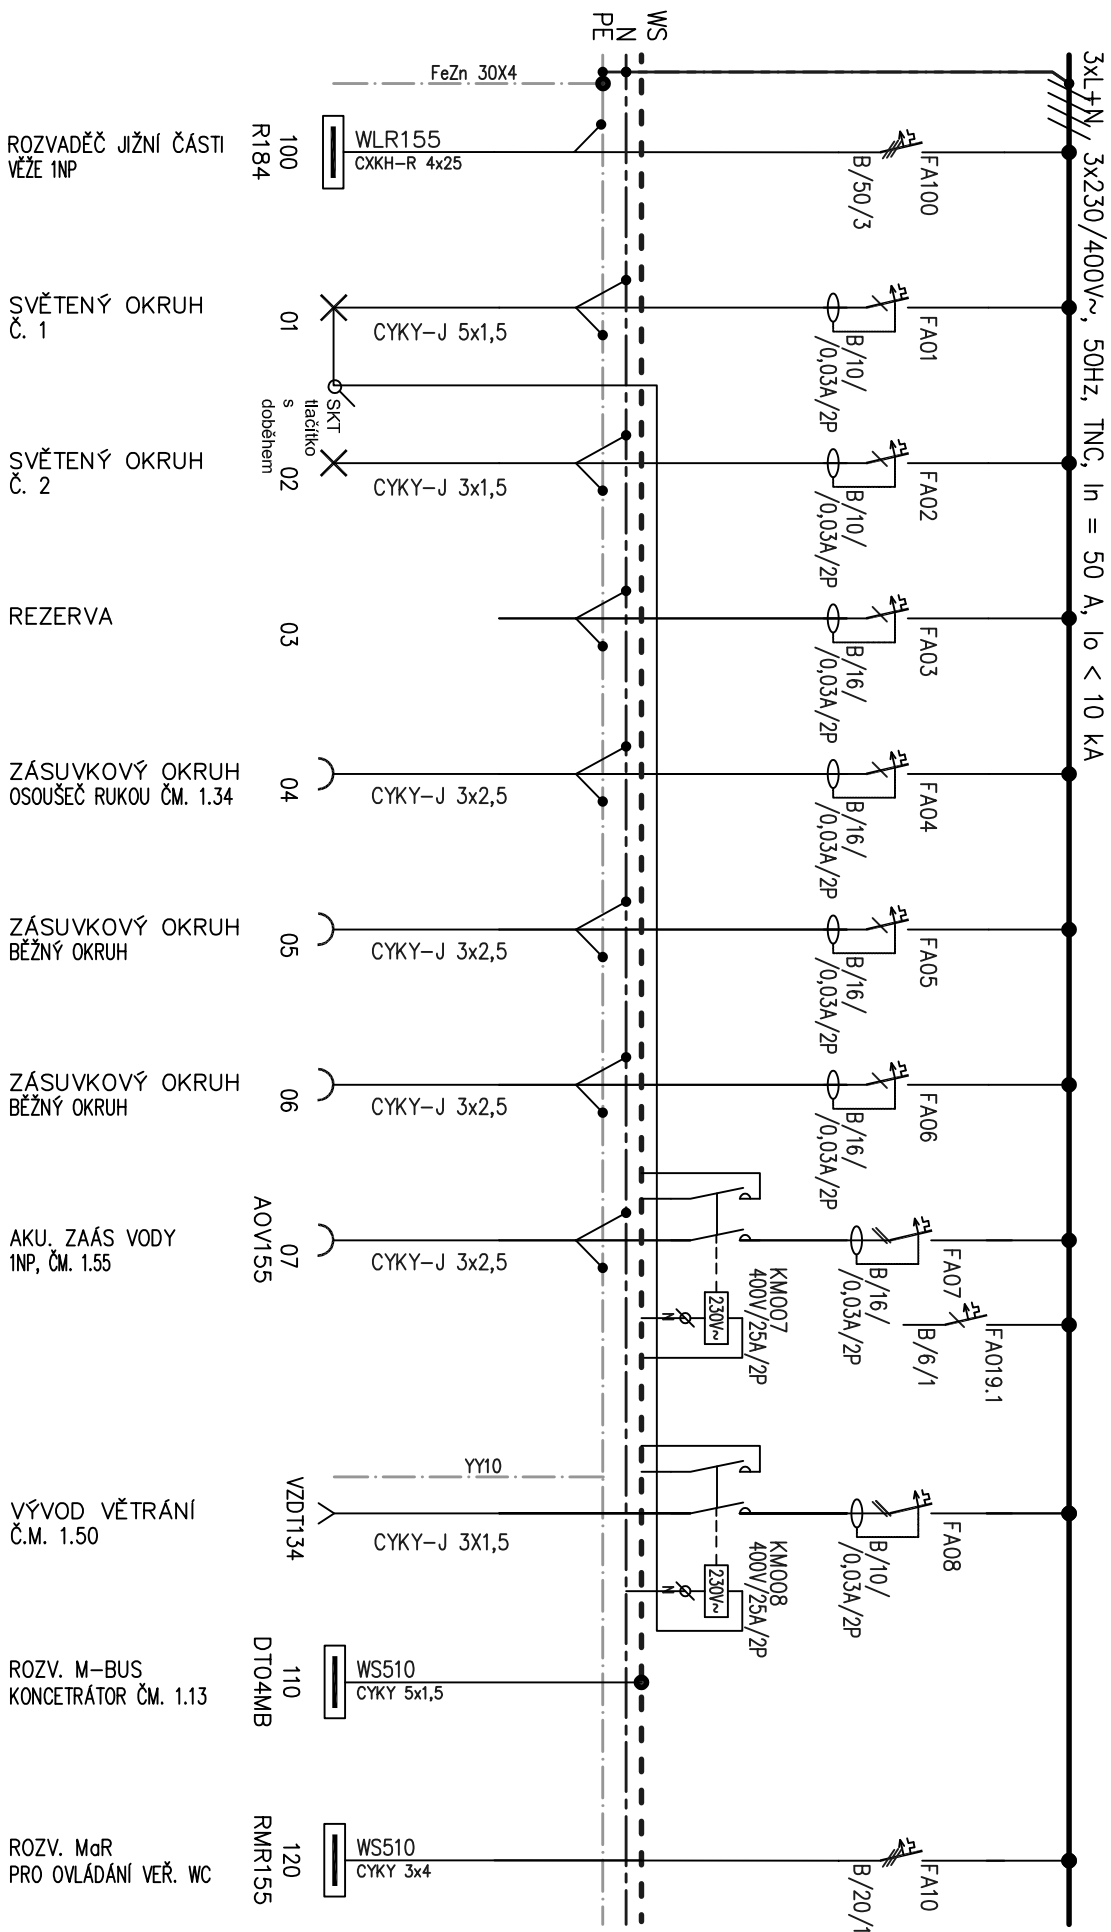 3xL+N, 3x230/400V~, 50Hz, TNC, In = 50 A, Io < 10 kA
WS
N
PE
FeZn 30X4
ROZVADĚČ JIŽNÍ ČÁSTI
VĚŽE 1NP
100
R184
WLR155
CXKH-R 4x25
FA100
B/50/3
SVĚTENÝ OKRUH
Č. 1
01
CYKY-J 5x1,5
FA01
B/10/
/0,03A/2P
SKT
tlačítko
s
doběhem
SVĚTENÝ OKRUH
Č. 2
02
CYKY-J 3x1,5
FA02
B/10/
/0,03A/2P
REZERVA
03
FA03
B/16/
/0,03A/2P
ZÁSUVKOVÝ OKRUH
OSOUŠEČ RUKOU ČM. 1.34
04
CYKY-J 3x2,5
FA04
B/16/
/0,03A/2P
ZÁSUVKOVÝ OKRUH
BĚŽNÝ OKRUH
05
CYKY-J 3x2,5
FA05
B/16/
/0,03A/2P
ZÁSUVKOVÝ OKRUH
BĚŽNÝ OKRUH
06
CYKY-J 3x2,5
FA06
B/16/
/0,03A/2P
AKU. ZAÁS VODY
1NP, ČM. 1.55
07
AOV155
CYKY-J 3x2,5
KM007
400V/25A/2P
230V~
N
FA07
B/16/
/0,03A/2P
FA019.1
B/6/1
YY10
VÝVOD VĚTRÁNÍ
Č.M. 1.50
VZDT134
CYKY-J 3X1,5
KM008
400V/25A/2P
230V~
N
FA08
B/10/
/0,03A/2P
ROZV. M-BUS
KONCETRÁTOR ČM. 1.13
110
DT04MB
WS510
CYKY 5x1,5
ROZV. MaR
PRO OVLÁDÁNÍ VEŘ. WC
120
RMR155
WS510
CYKY 3x4
FA10
B/20/1